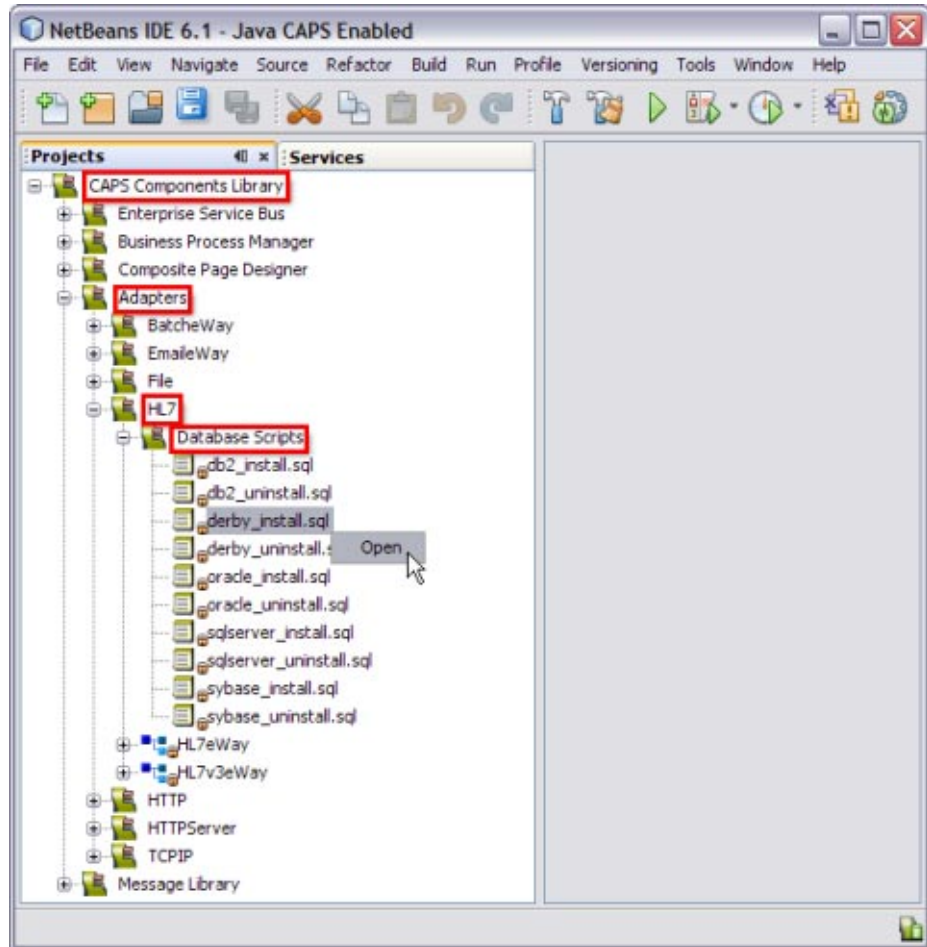 NetBeans IDE 6.1 - Java CAPS Enabled
File Edit View Navigate Source Refactor Build Run Profile Versioning Tools Window Help
Projects Services
CAPS Components Library
Enterprise Service Bus
Business Process Manager
Composite Page Designer
Adapters
BatcheWay
EmaileWay
File
HL7
Database Scripts
db2_install.sql
db2_uninstall.sql
derby_install.sql
derby_uninstall.s Open
oracle_install.sql
oracle_uninstall.sql
sqlserver_install.sql
sqlserver_uninstall.sql
sybase_install.sql
sybase_uninstall.sql
HL7eWay
HL7v3eWay
HTTP
HTTPServer
TCPIP
Message Library